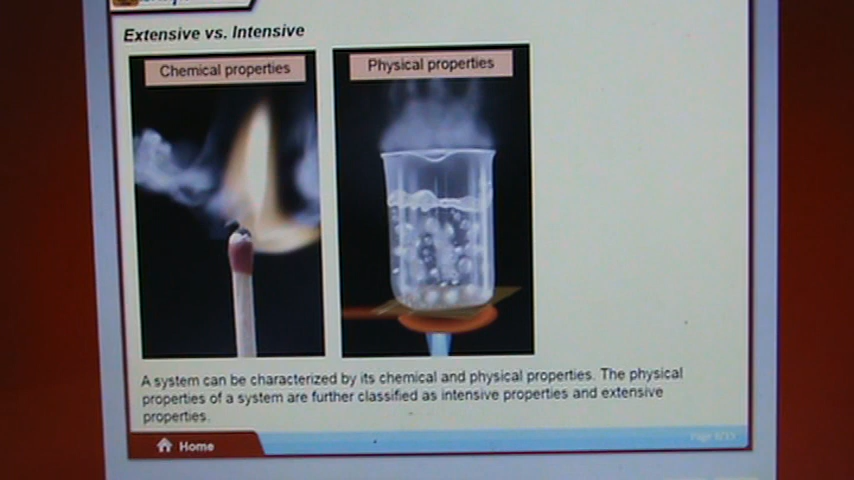 Extensive vs. Intensive
Chemical properties
Physical properties
A system can be characterized by its chemical and physical properties. The physical
properties of a system are further classified as intensive properties and extensive
properties.
Home